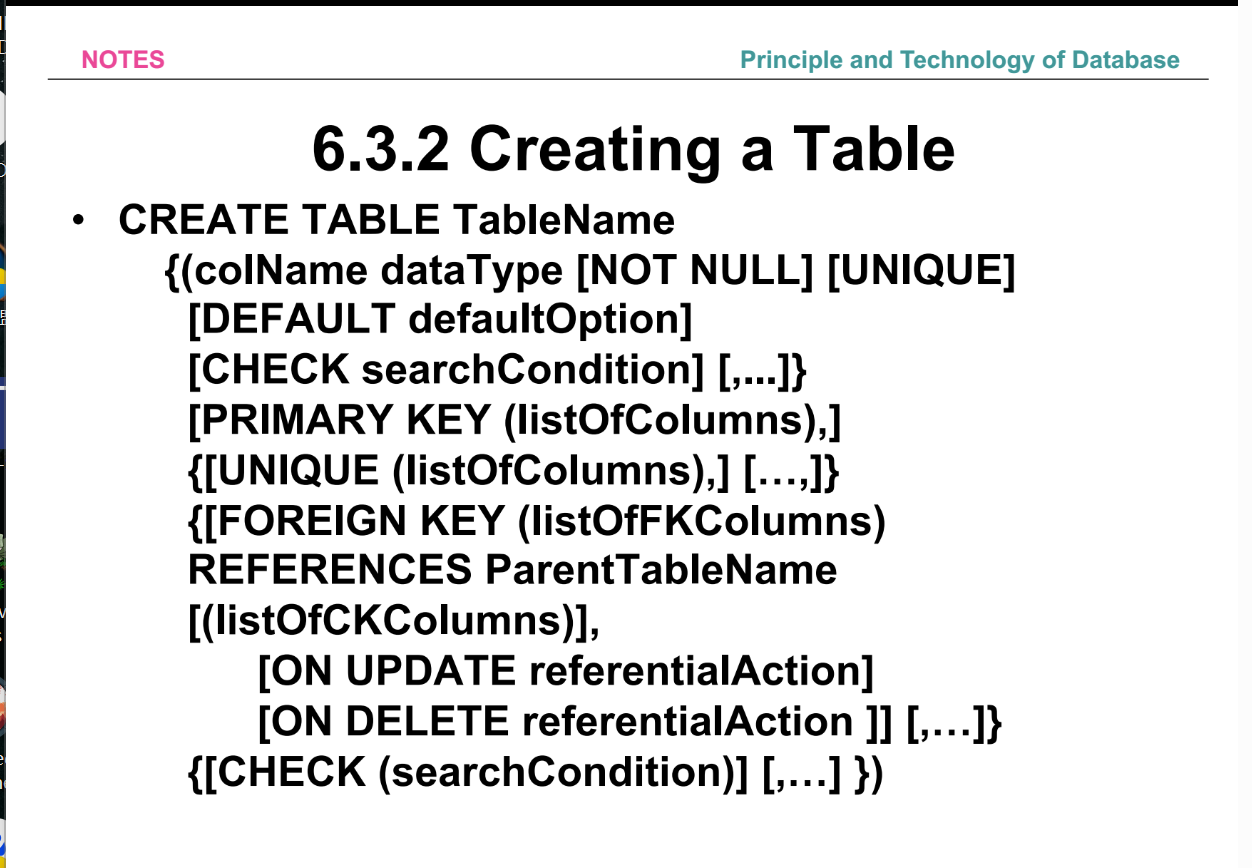 NOTES
Principle and Technology of Database
6.3.2 Creating a Table
• CREATE TABLE TableName
{(colName dataType [NOT NULL] [UNIQUE]
[DEFAULT defaultOption]
[CHECK searchCondition] [,...]}
[PRIMARY KEY (listOfColumns),]
{[UNIQUE (listOfColumns),] […,]}
{[FOREIGN KEY (listOfFKColumns)
REFERENCES ParentTableName
[(listOfCKColumns)],
[ON UPDATE referentialAction]
[ON DELETE referentialAction ]] [,…]}
{[CHECK (searchCondition)] [,…] })